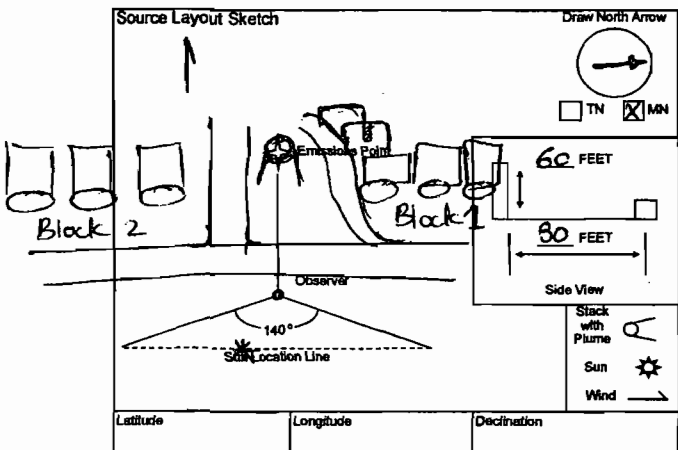 Source Layout Sketch
Draw North Arrow
TN X MN
Emissions Point
60 FEET
Block 2
Block 1
80 FEET
Observer
Side View
140°
Sun Location Line
Stack with Plume
Sun
Wind
Latitude
Longitude
Declination